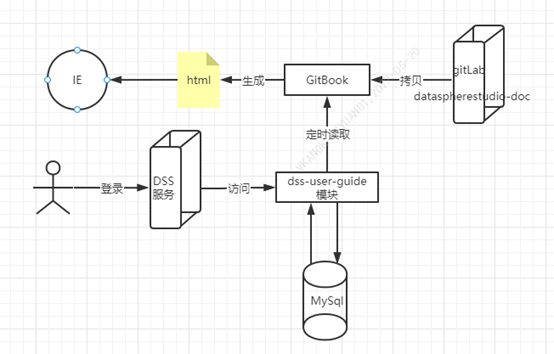 IE
html
生成
GitBook
拷贝
gitLab
dataspherestudio-doc
定时读取
登录
DSS
服务
访问
dss-user-guide
模块
MySql